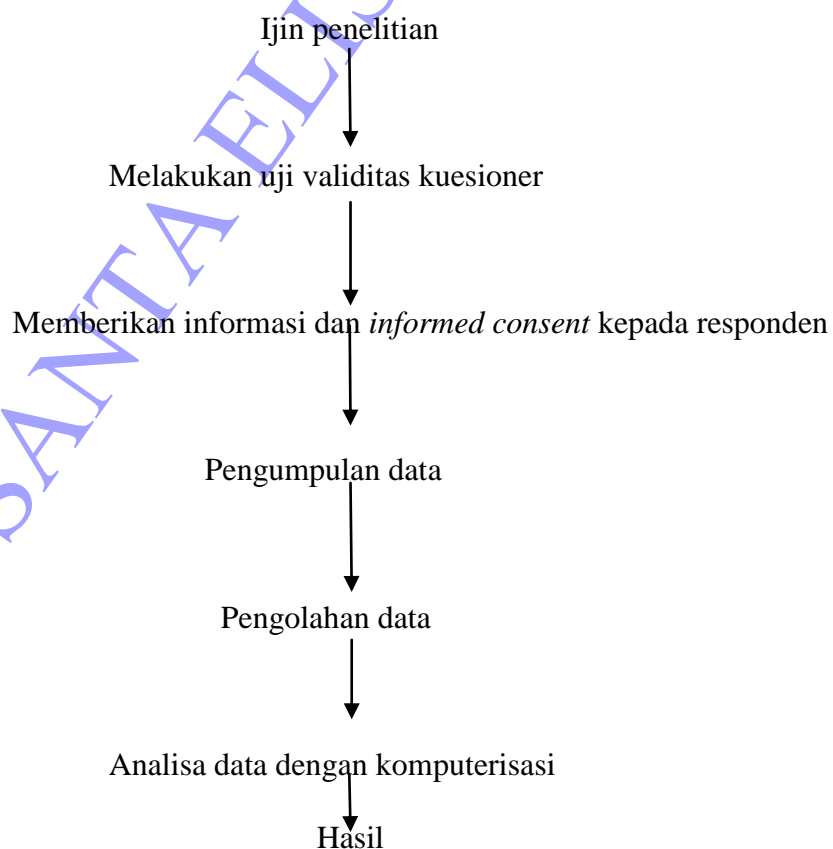 Ijin penelitian
Melakukan uji validitas kuesioner
Memberikan informasi dan informed consent kepada responden
Pengumpulan data
Pengolahan data
Analisa data dengan komputerisasi
Hasil
SANTA